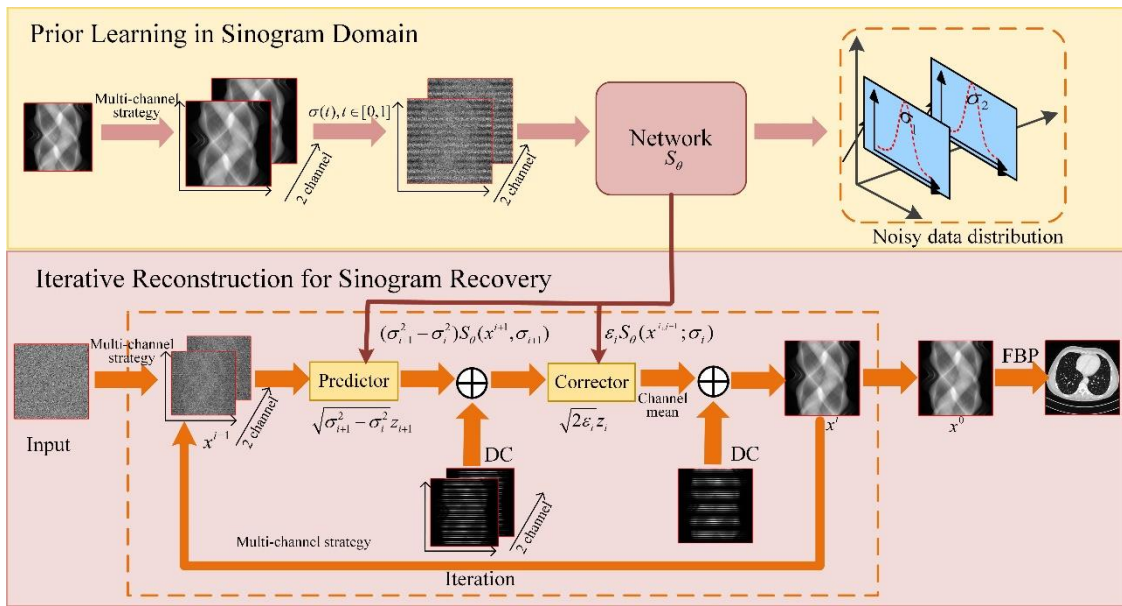 Prior Learning in Sinogram Domain
Multi-channel
strategy
2 channel
σ(t), t ∈ [0,1]
2 channel
Network
S_θ
σ₁
σ₂
Noisy data distribution
Iterative Reconstruction for Sinogram Recovery
Multi-channel
strategy
Input
x^{i-1}
2 channel
(σ²_{i-1} − σ²_i)S_θ(x^{i+1}, σ_{i+1})
Predictor
√(σ²_{i+1} − σ²_i) z_{i+1}
DC
2 channel
ε_i S_θ(x^{i,i-1}; σ_i)
Corrector
√(2ε_i) z_i
Channel
mean
DC
x^i
x^0
FBP
Multi-channel strategy
Iteration